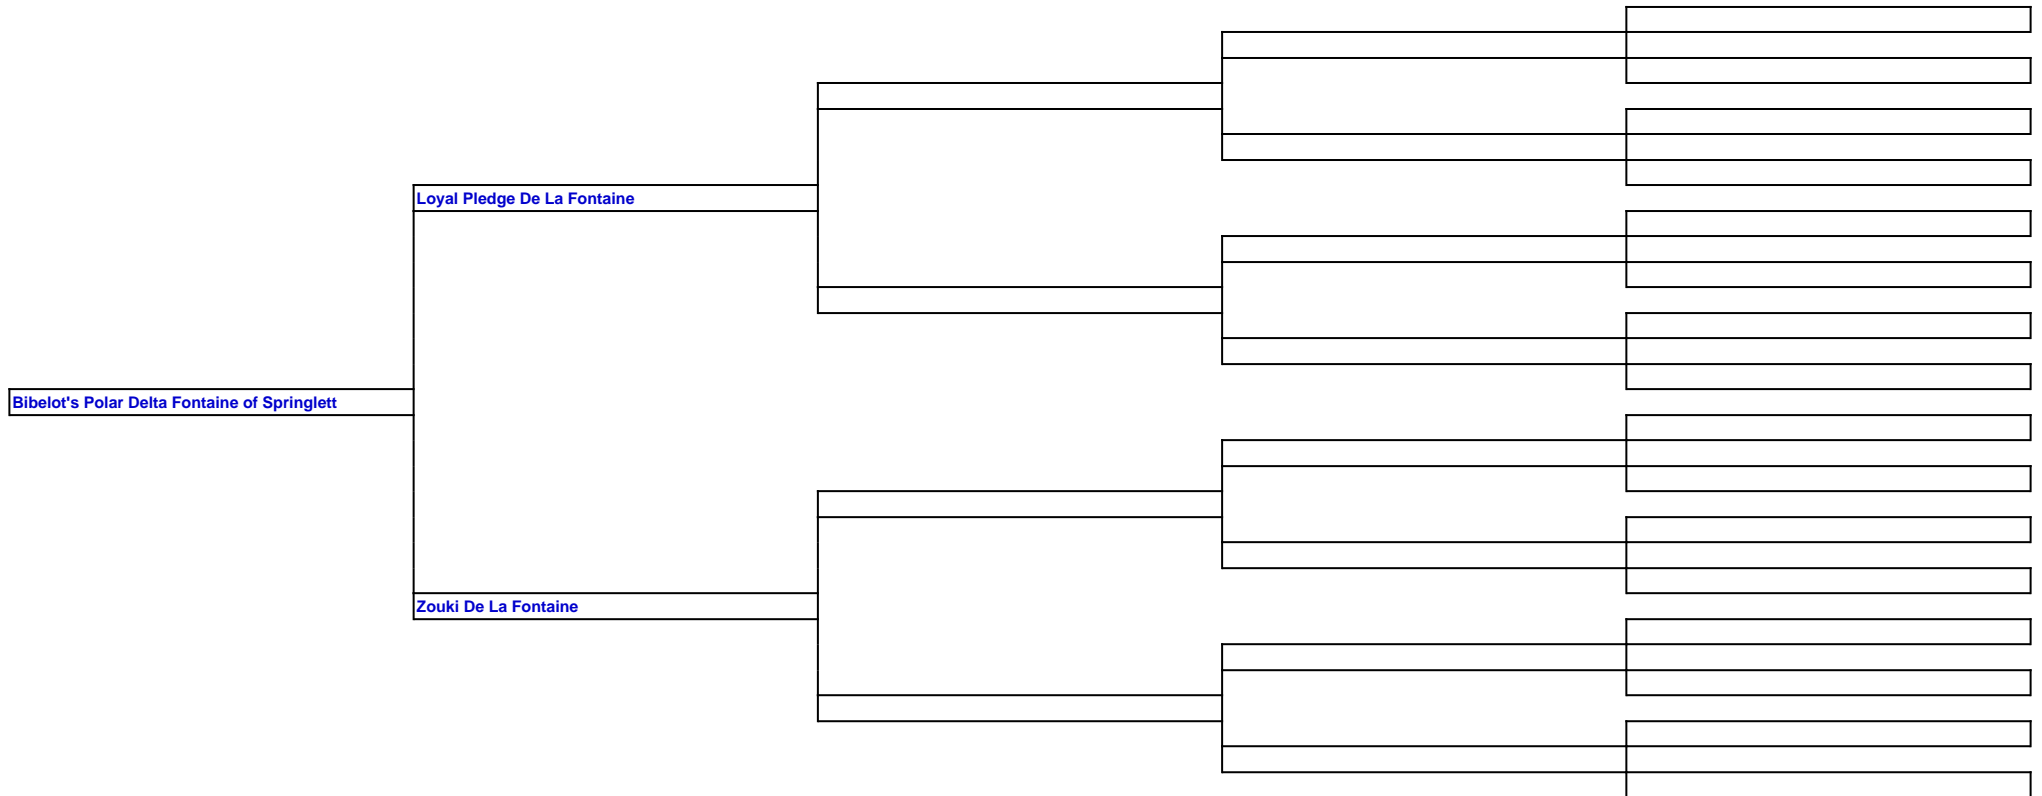 Loyal Pledge De La Fontaine
Bibelot's Polar Delta Fontaine of Springlett
Zouki De La Fontaine